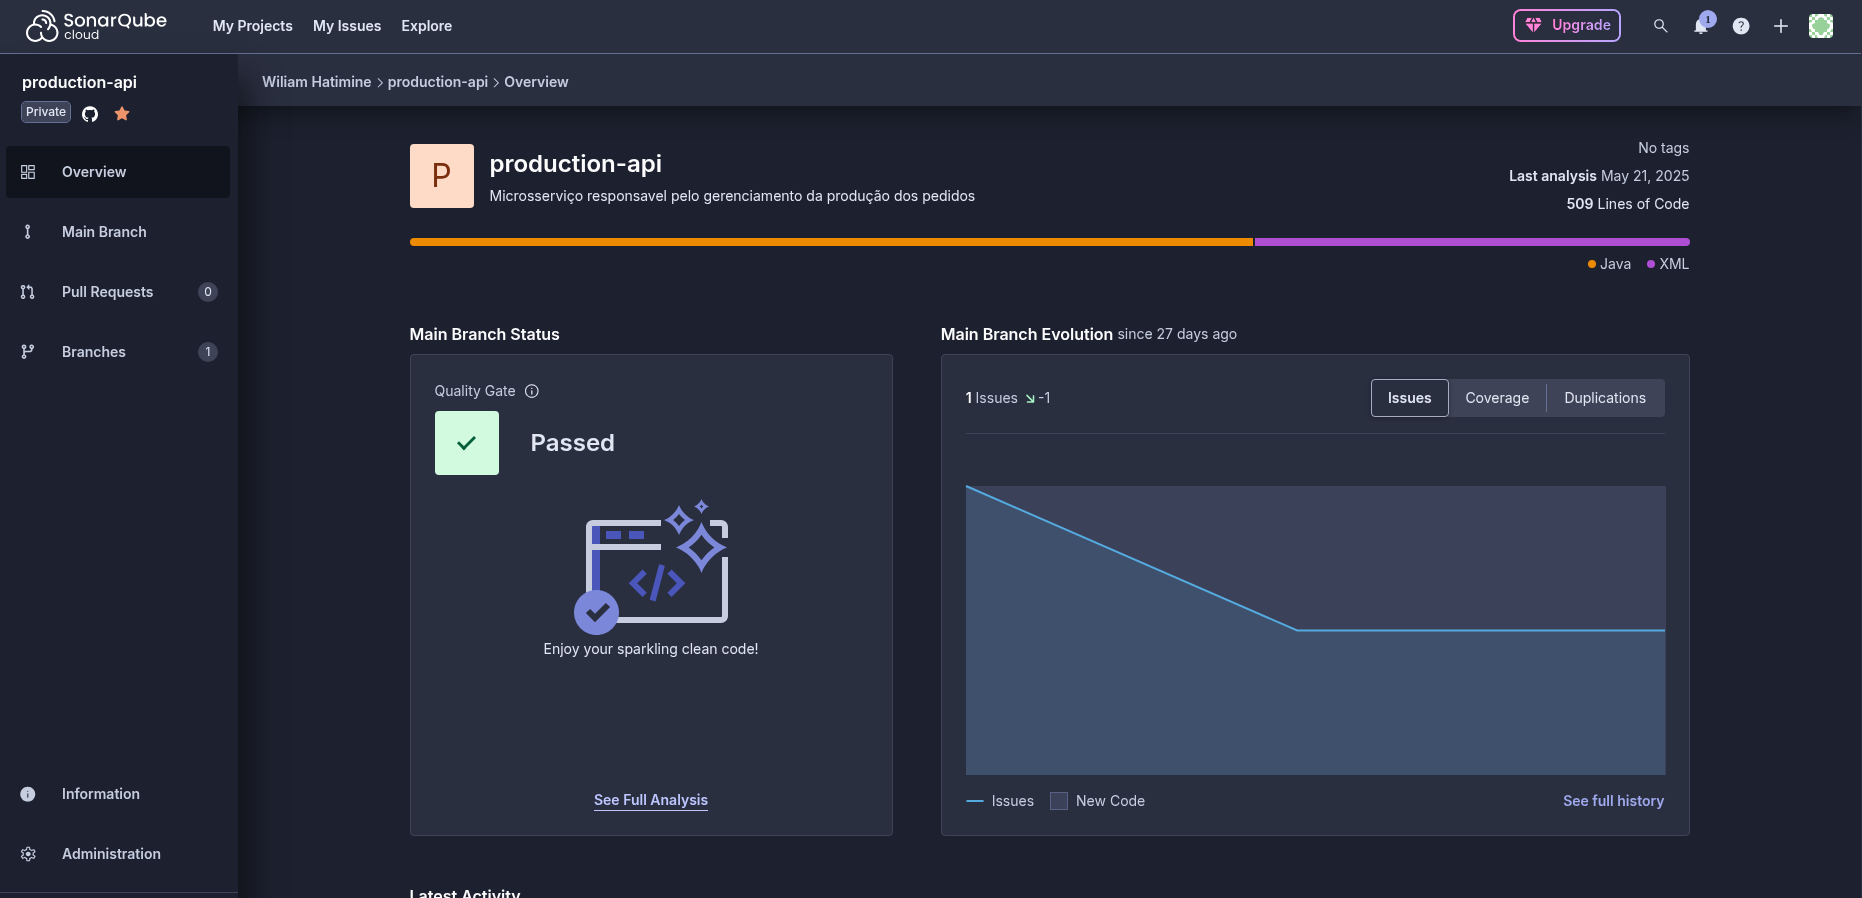 SonarQube
cloud
My Projects
My Issues
Explore
Upgrade
1
production-api
Private
Wiliam Hatimine
production-api
Overview
Overview
Main Branch
Pull Requests
0
Branches
1
Information
Administration
P
production-api
Microsserviço responsavel pelo gerenciamento da produção dos pedidos
No tags
Last analysis May 21, 2025
509 Lines of Code
Java
XML
Main Branch Status
Quality Gate
Passed
</>
Enjoy your sparkling clean code!
See Full Analysis
Main Branch Evolution since 27 days ago
1 Issues -1
Issues
Coverage
Duplications
Issues
New Code
See full history
Latest Activity